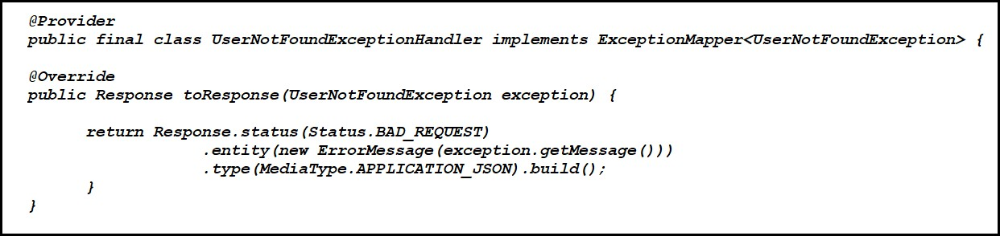 @Provider
public final class UserNotFoundExceptionHandler implements ExceptionMapper<UserNotFoundException> {
@Override
public Response toResponse(UserNotFoundException exception) {
return Response.status(Status.BAD_REQUEST)
.entity(new ErrorMessage(exception.getMessage()))
.type(MediaType.APPLICATION_JSON).build();
}
}